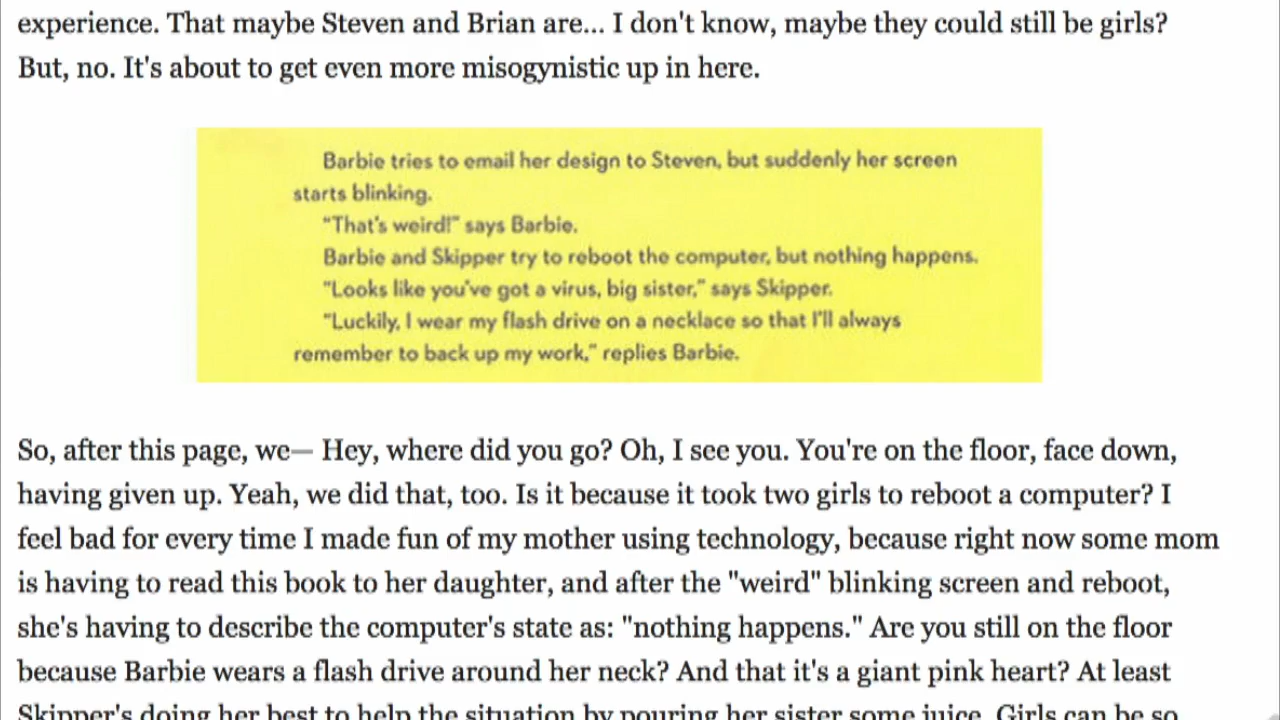 experience. That maybe Steven and Brian are... I don't know, maybe they could still be girls?
But, no. It's about to get even more misogynistic up in here.
Barbie tries to email her design to Steven, but suddenly her screen
starts blinking.
"That's weird!" says Barbie.
Barbie and Skipper try to reboot the computer, but nothing happens.
"Looks like you've got a virus, big sister," says Skipper.
"Luckily, I wear my flash drive on a necklace so that I'll always
remember to back up my work," replies Barbie.
So, after this page, we— Hey, where did you go? Oh, I see you. You're on the floor, face down,
having given up. Yeah, we did that, too. Is it because it took two girls to reboot a computer? I
feel bad for every time I made fun of my mother using technology, because right now some mom
is having to read this book to her daughter, and after the "weird" blinking screen and reboot,
she's having to describe the computer's state as: "nothing happens." Are you still on the floor
because Barbie wears a flash drive around her neck? And that it's a giant pink heart? At least
Skipper's doing her best to help the situation by pouring her sister some juice. Girls can be so